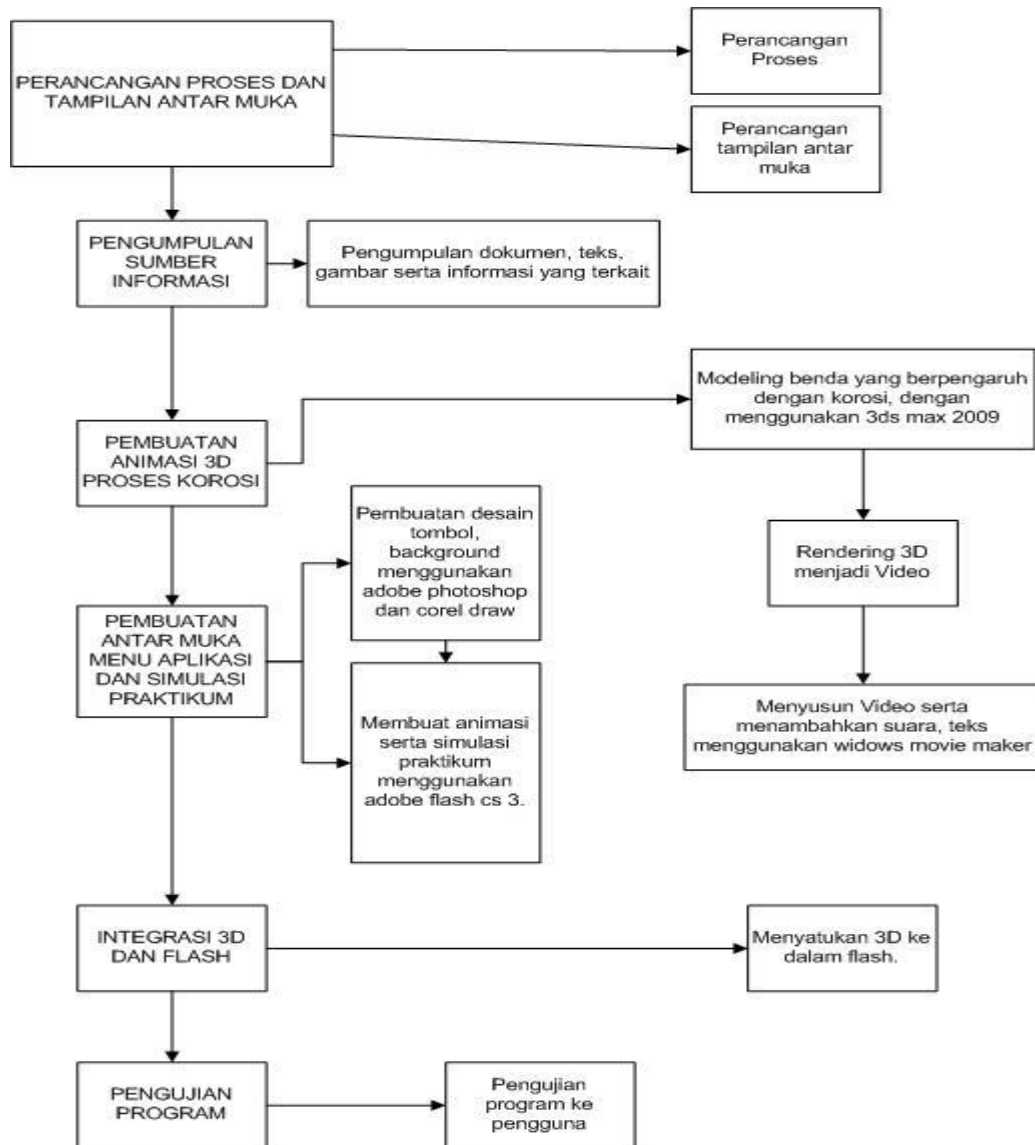 PERANCANGAN PROSES DAN
TAMPILAN ANTAR MUKA
Perancangan
Proses
Perancangan
tampilan antar
muka
PENGUMPULAN
SUMBER
INFORMASI
Pengumpulan dokumen, teks,
gambar serta informasi yang terkait
PEMBUATAN
ANIMASI 3D
PROSES KOROSI
Modeling benda yang berpengaruh
dengan korosi, dengan
menggunakan 3ds max 2009
Rendering 3D
menjadi Video
Menyusun Video serta
menambahkan suara, teks
menggunakan widows movie maker
PEMBUATAN
ANTAR MUKA
MENU APLIKASI
DAN SIMULASI
PRAKTIKUM
Pembuatan desain
tombol,
background
menggunakan
adobe photoshop
dan corel draw
Membuat animasi
serta simulasi
praktikum
menggunakan
adobe flash cs 3.
INTEGRASI 3D
DAN FLASH
Menyatukan 3D ke
dalam flash.
PENGUJIAN
PROGRAM
Pengujian
program ke
pengguna